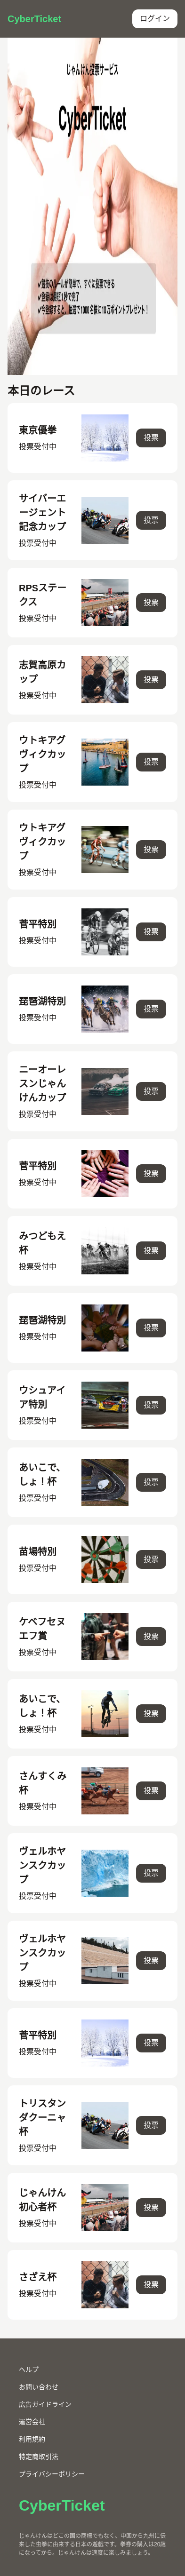 CyberTicket
ログイン
じゃんけん投票サービス
CyberTicket
✓競技のルールが簡単で、すぐに投票できる
✓登録は最短1秒で完了
✓今登録すると、抽選で1000名様に10万ポイントプレゼント！
本日のレース
東京優拳
投票受付中
投票
サイバーエ
ージェント
記念カップ
投票受付中
投票
RPSステー
クス
投票受付中
投票
志賀高原カ
ップ
投票受付中
投票
ウトキアグ
ヴィクカッ
プ
投票受付中
投票
ウトキアグ
ヴィクカッ
プ
投票受付中
投票
菅平特別
投票受付中
投票
琵琶湖特別
投票受付中
投票
ニーオーレ
スンじゃん
けんカップ
投票受付中
投票
菅平特別
投票受付中
投票
みつどもえ
杯
投票受付中
投票
琵琶湖特別
投票受付中
投票
ウシュアイ
ア特別
投票受付中
投票
あいこで、
しょ！杯
投票受付中
投票
苗場特別
投票受付中
投票
ケベフセヌ
エフ賞
投票受付中
投票
あいこで、
しょ！杯
投票受付中
投票
さんすくみ
杯
投票受付中
投票
ヴェルホヤ
ンスクカッ
プ
投票受付中
投票
ヴェルホヤ
ンスクカッ
プ
投票受付中
投票
菅平特別
投票受付中
投票
トリスタン
ダクーニャ
杯
投票受付中
投票
じゃんけん
初心者杯
投票受付中
投票
さざえ杯
投票受付中
投票
ヘルプ
お問い合わせ
広告ガイドライン
運営会社
利用規約
特定商取引法
プライバシーポリシー
CyberTicket
じゃんけんはどこの国の商標でもなく、中国から九州に伝
来した虫拳に由来する日本の遊戯です。拳券の購入は20歳
になってから。じゃんけんは適度に楽しみましょう。